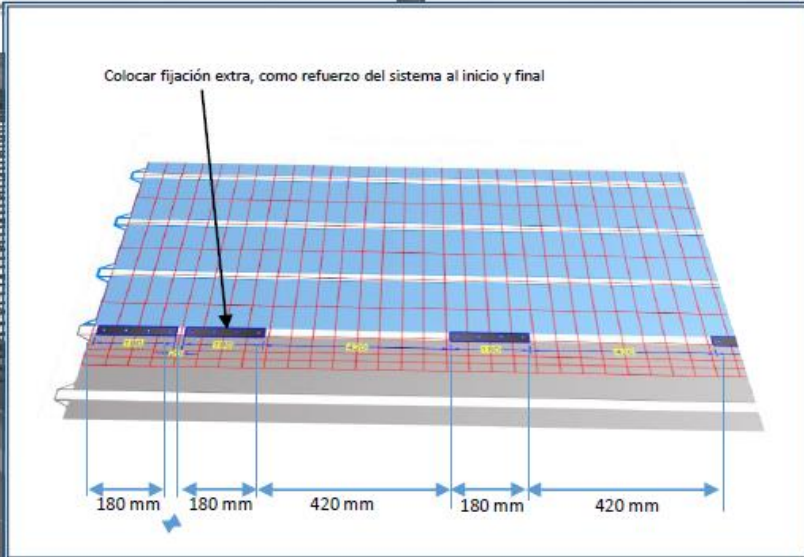 Colocar fijación extra, como refuerzo del sistema al inicio y final
180 mm
180 mm
420 mm
180 mm
420 mm